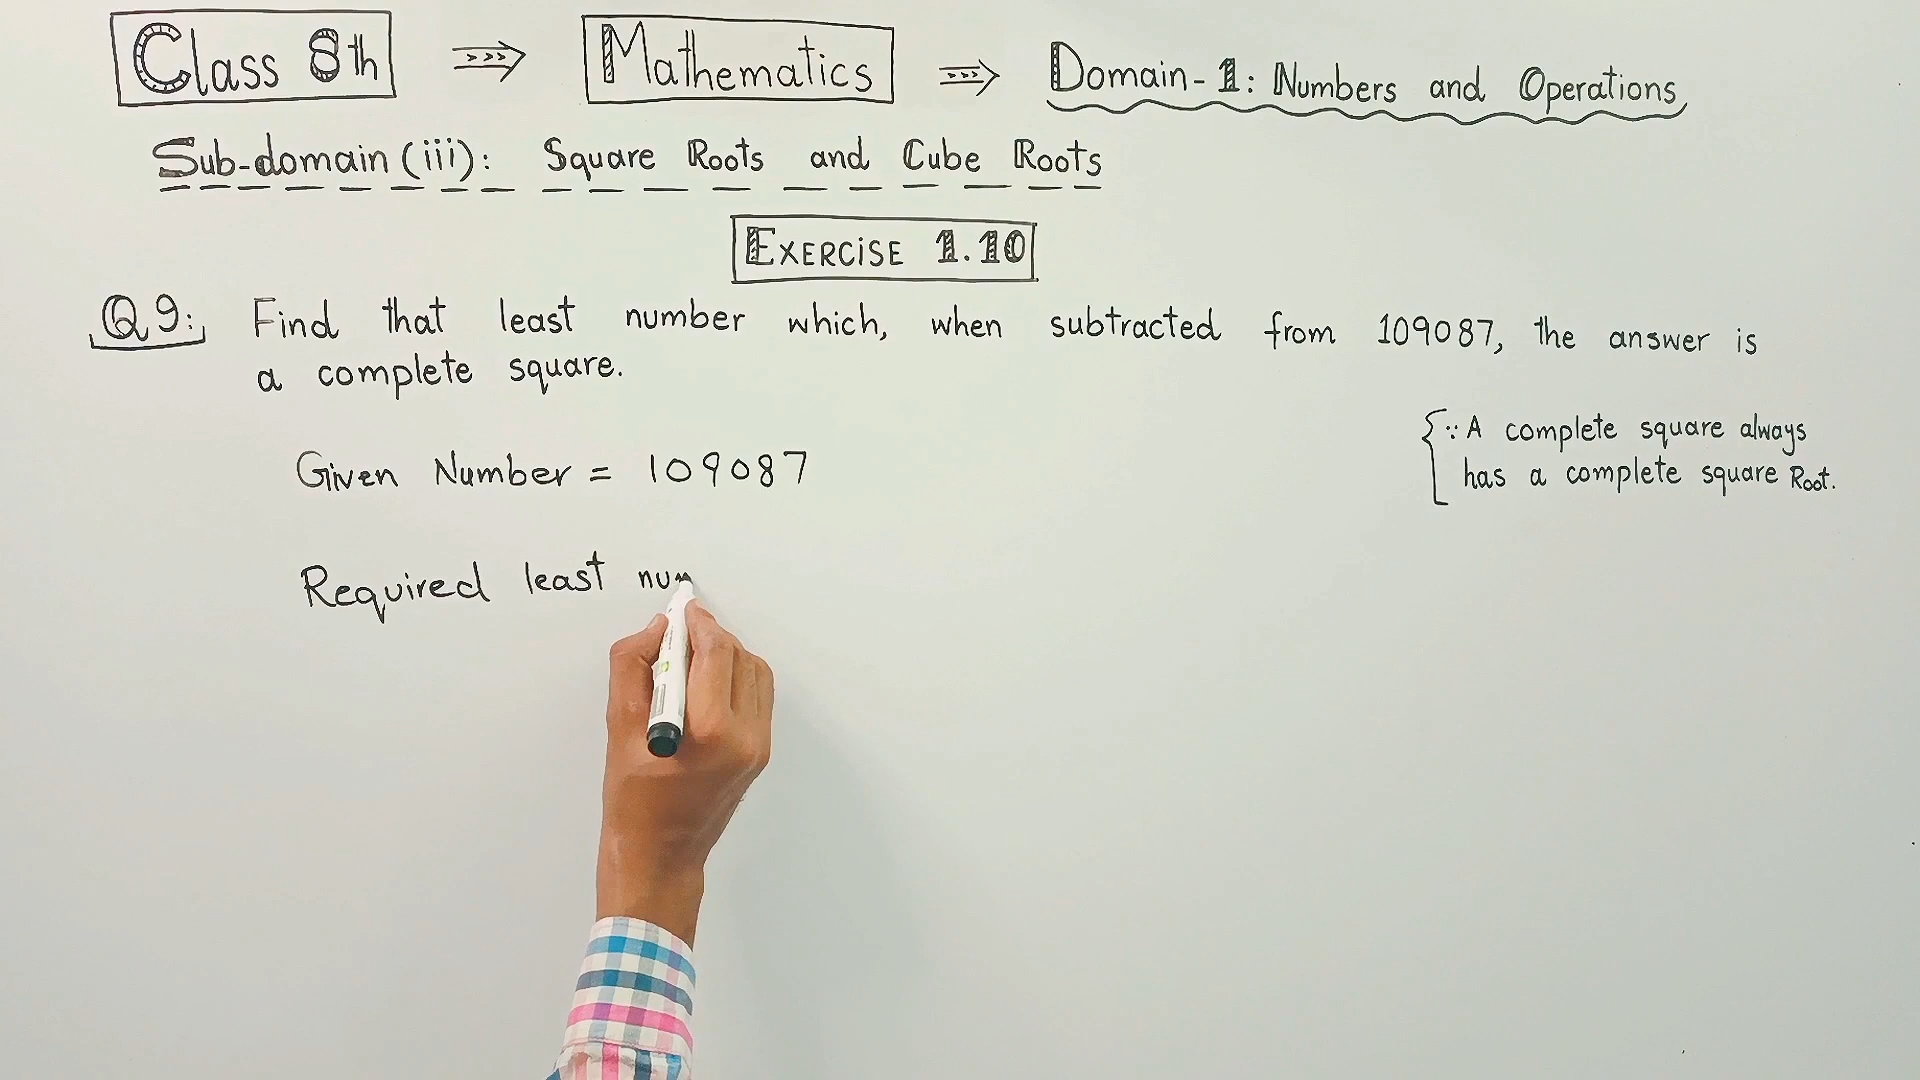 Class 8th ⇒ Mathematics ⇒ Domain-1: Numbers and Operations
Sub-domain (iii): Square Roots and Cube Roots
EXERCISE 1.10
Q9: Find that least number which, when subtracted from 109087, the answer is
a complete square.
∵ A complete square always
has a complete square Root.
Given Number = 109087
Required least num